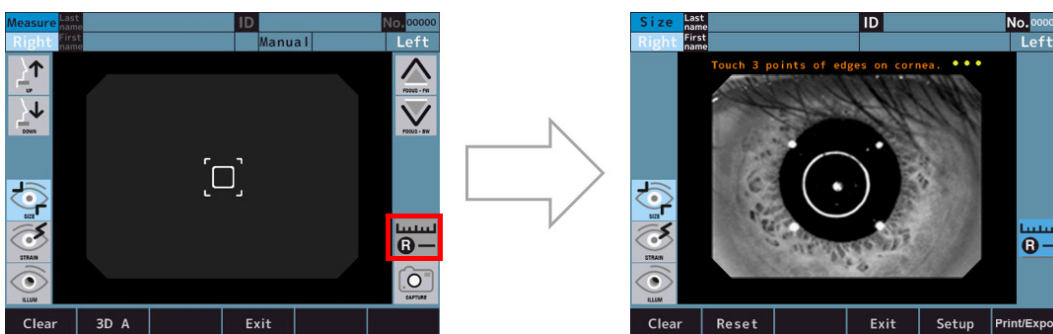 Measure Last name ID No. 00000
Right First name Manual Left
UP
FOCUS - FW
DOWN
FOCUS - BW
SIZE
R
STRAIN
ILLUM
CAPTURE
Clear 3D A Exit
Size Last name ID No. 0000
Right First name Left
Touch 3 points of edges on cornea.
SIZE
R
STRAIN
ILLUM
Clear Reset Exit Setup Print/Expo